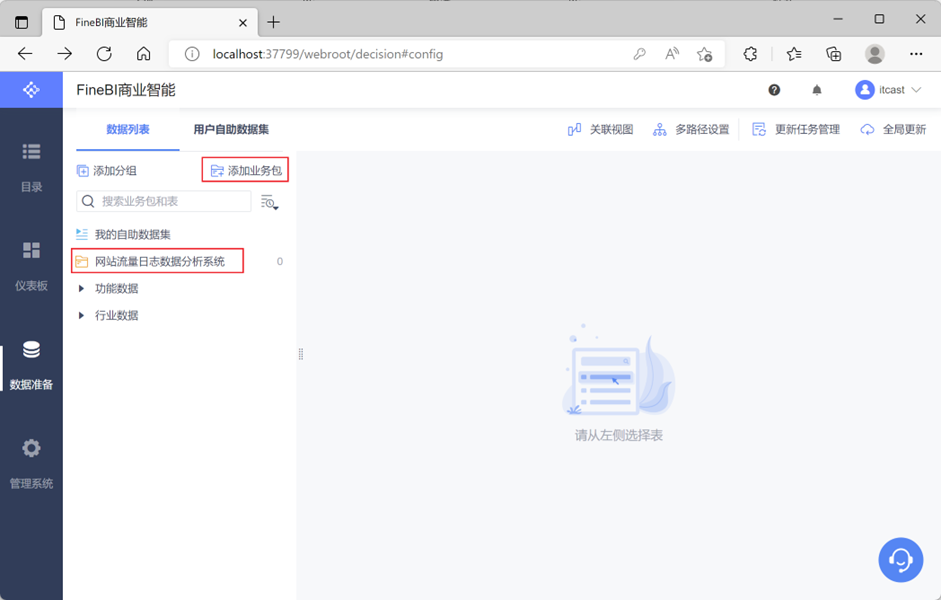 FineBI商业智能
localhost:37799/webroot/decision#config
FineBI商业智能
itcast
数据列表
用户自助数据集
关联视图
多路径设置
更新任务管理
全局更新
添加分组
添加业务包
搜索业务包和表
我的自助数据集
网站流量日志数据分析系统
0
功能数据
行业数据
目录
仪表板
数据准备
管理系统
请从左侧选择表